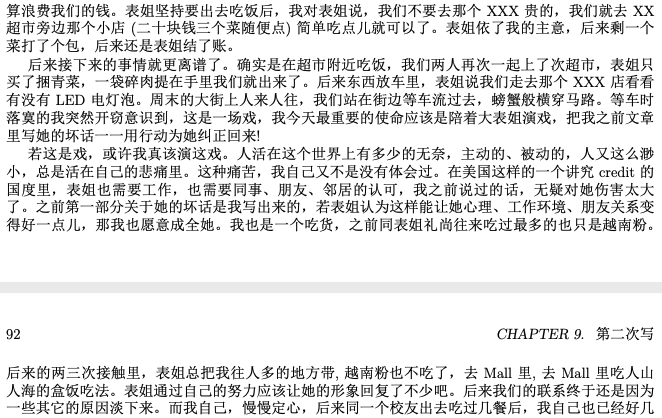 算浪费我们的钱。表姐坚持要出去吃饭后，我对表姐说，我们不要去那个 XXX 贵的，我们就去 XX
超市旁边那个小店 (二十块钱三个菜随便点) 简单吃点儿就可以了。表姐依了我的主意，后来剩一个
菜打了个包，后来还是表姐结了账。
后来接下来的事情就更离谱了。确实是在超市附近吃饭，我们两人再次一起上了次超市，表姐只
买了捆青菜，一袋碎肉提在手里我们就出来了。后来东西放车里，表姐说我们走去那个 XXX 店看看
有没有 LED 电灯泡。周末的大街上人来人往，我们站在街边等车流过去，螃蟹般横穿马路。等车时
落寞的我突然开窍意识到，这是一场戏，我今天最重要的使命应该是陪着大表姐演戏，把我之前文章
里写她的坏话一一用行动为她纠正回来!
若这是戏，或许我真该演这戏。人活在这个世界上有多少的无奈，主动的、被动的，人又这么渺
小，总是活在自己的悲痛里。这种痛苦，我自己又不是没有体会过。在美国这样的一个讲究 credit 的
国度里，表姐也需要工作，也需要同事、朋友、邻居的认可，我之前说过的话，无疑对她伤害太大
了。之前第一部分关于她的坏话是我写出来的，若表姐认为这样能让她心理、工作环境、朋友关系变
得好一点儿，那我也愿意成全她。我也是一个吃货，之前同表姐礼尚往来吃过最多的也只是越南粉。
92 CHAPTER 9. 第二次写
后来的两三次接触里，表姐总把我往人多的地方带, 越南粉也不吃了，去 Mall 里, 去 Mall 里吃人山
人海的盒饭吃法。表姐通过自己的努力应该让她的形象回复了不少吧。后来我们的联系终于还是因为
一些其它的原因淡下来。而我自己，慢慢定心，后来同一个校友出去吃过几餐后，我自己也已经好几